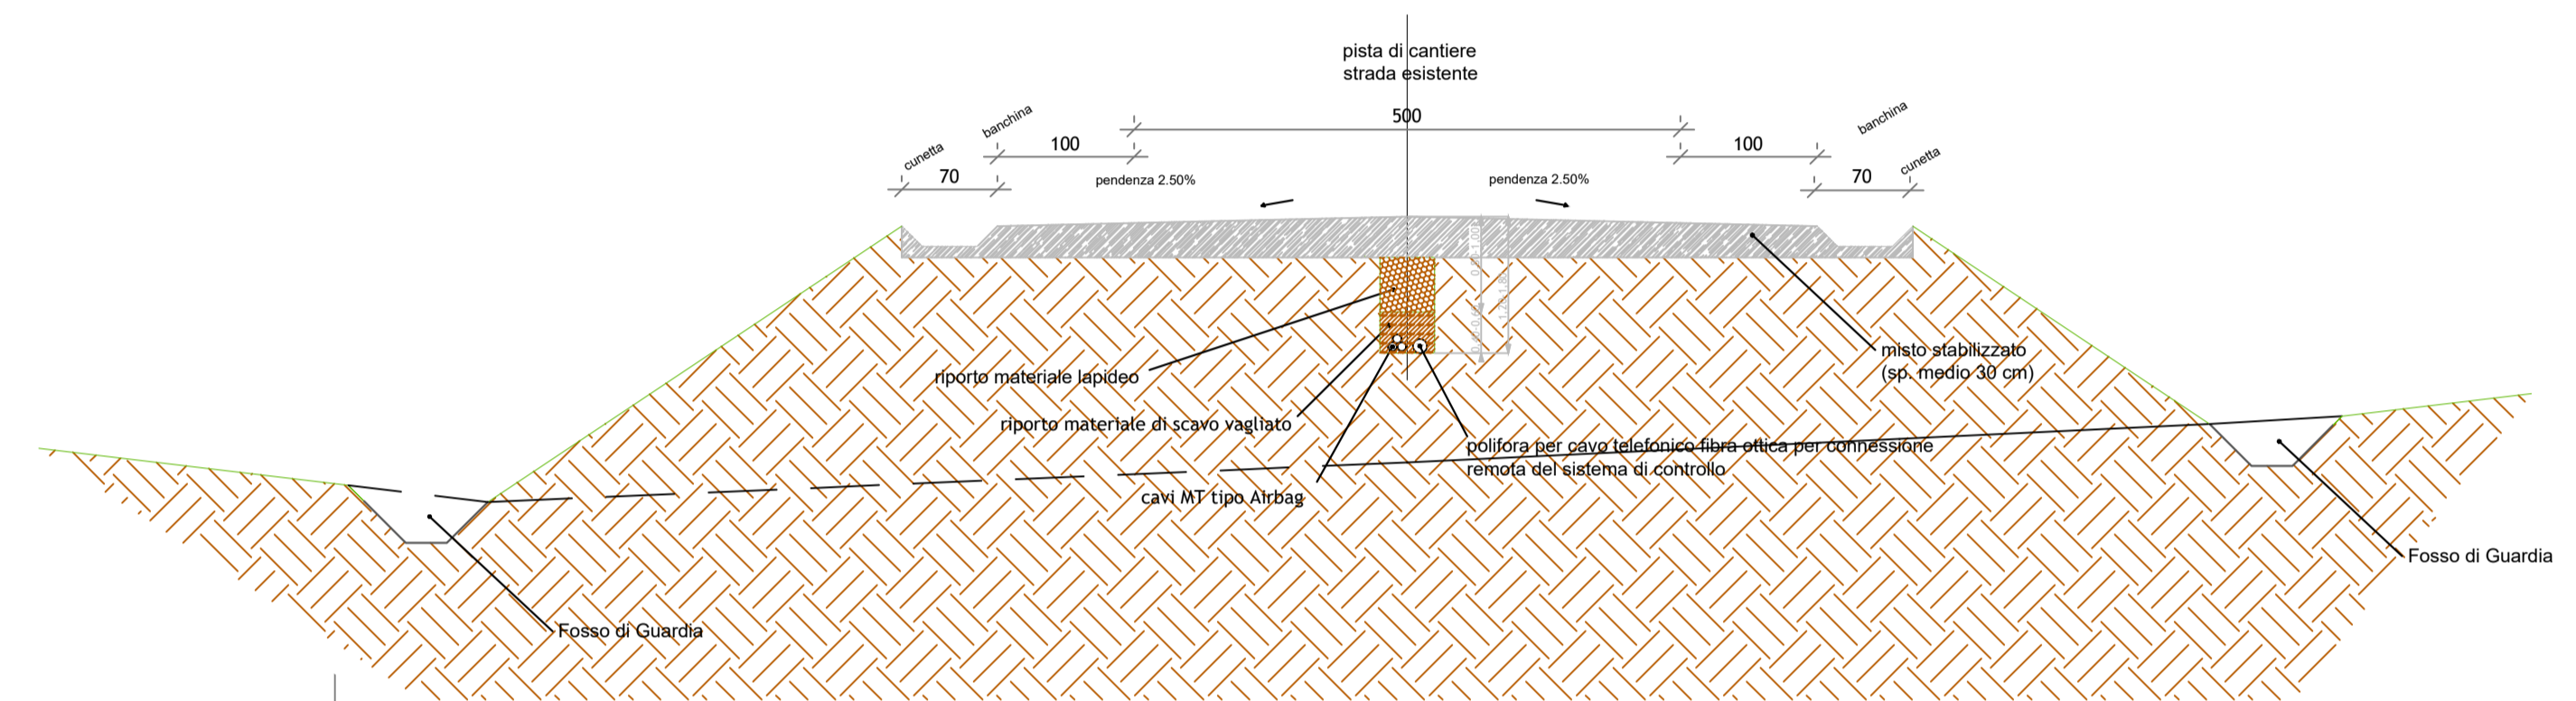 pista di cantiere
strada esistente
500
banchina
banchina
100
100
cunetta
cunetta
70
70
pendenza 2.50%
pendenza 2.50%
misto stabilizzato
(sp. medio 30 cm)
riporto materiale lapideo
riporto materiale di scavo vagliato
polifora per cavo telefonico fibra ottica per connessione
remota del sistema di controllo
cavi MT tipo Airbag
Fosso di Guardia
Fosso di Guardia